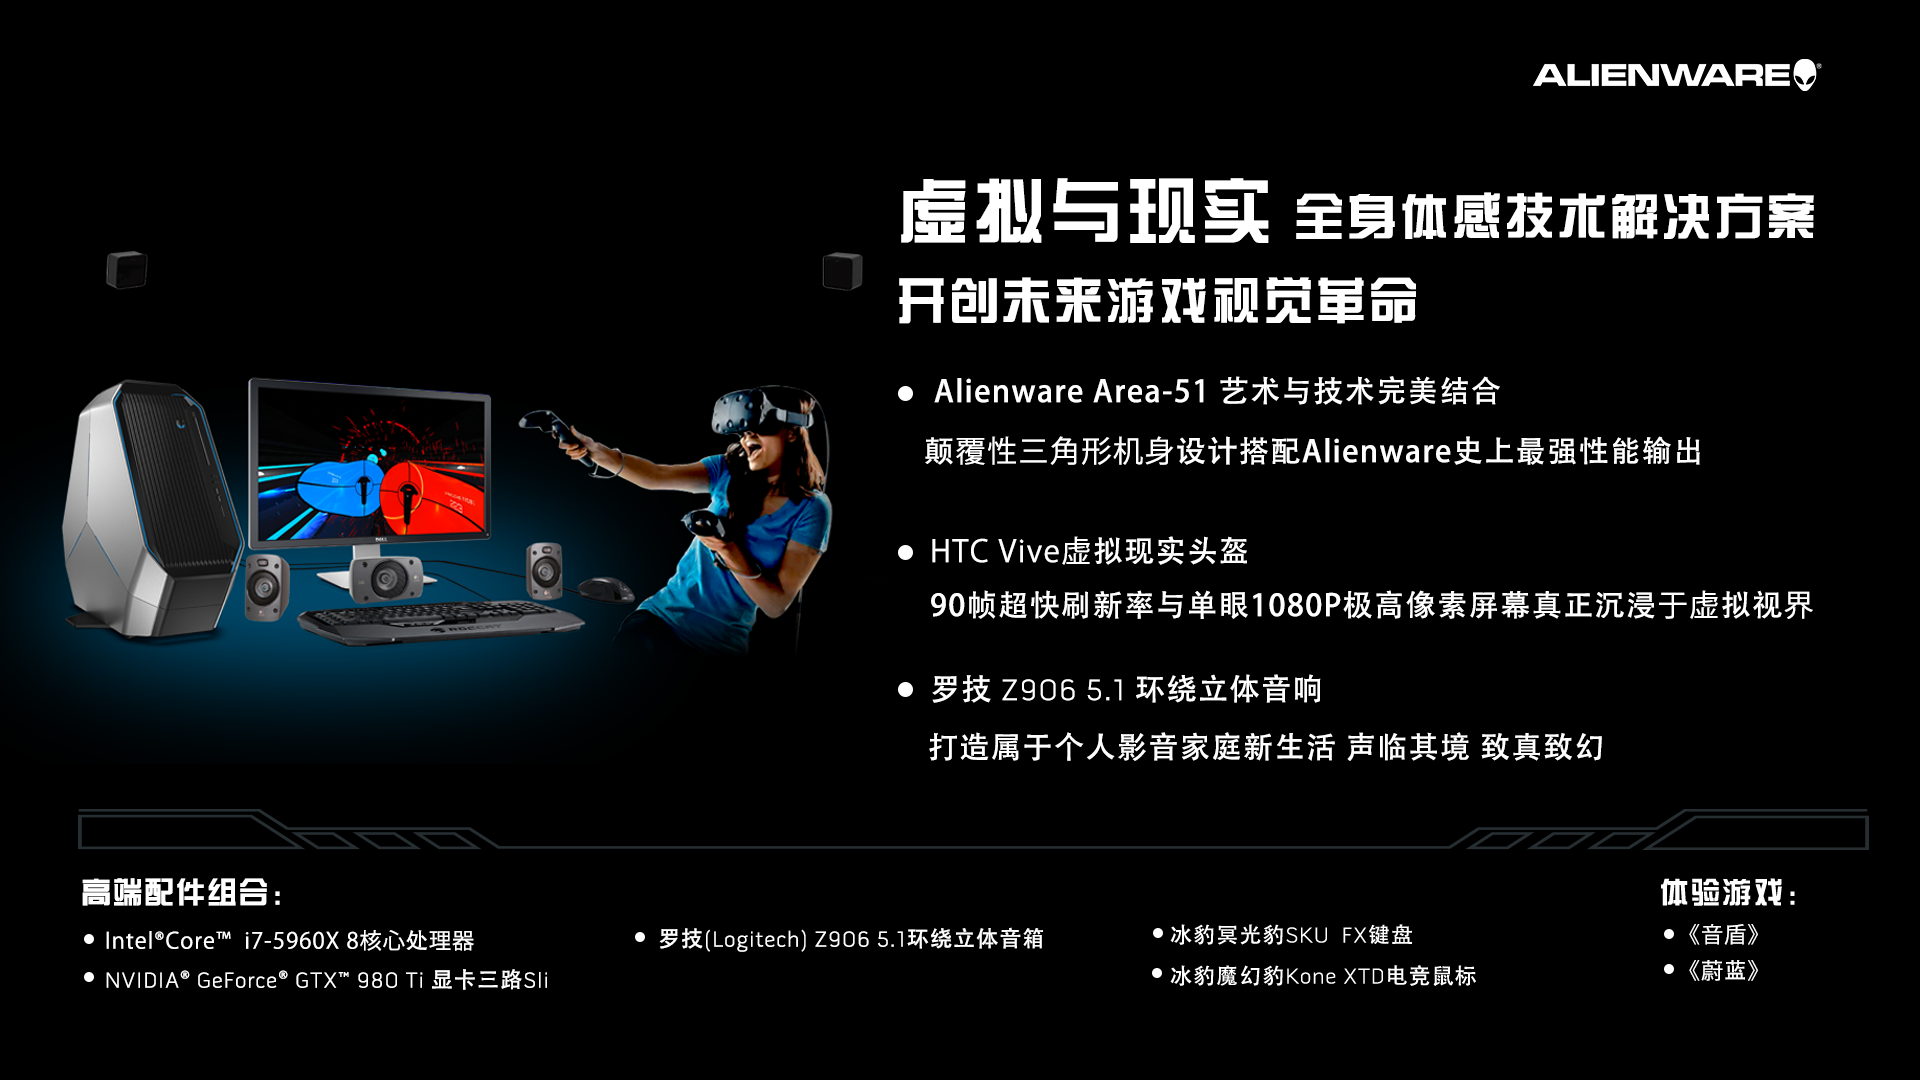 ALIENWARE
虚拟与现实 全身体感技术解决方案
开创未来游戏视觉革命
Alienware Area-51 艺术与技术完美结合
颠覆性三角形机身设计搭配Alienware史上最强性能输出
HTC Vive虚拟现实头盔
90帧超快刷新率与单眼1080P极高像素屏幕真正沉浸于虚拟视界
罗技 Z906 5.1 环绕立体音响
打造属于个人影音家庭新生活 声临其境 致真致幻
高端配件组合：
Intel®Core™ i7-5960X 8核心处理器
NVIDIA® GeForce® GTX™ 980 Ti 显卡三路Sli
罗技(Logitech) Z906 5.1环绕立体音箱
冰豹冥光豹SKU FX键盘
冰豹魔幻豹Kone XTD电竞鼠标
体验游戏：
《音盾》
《蔚蓝》